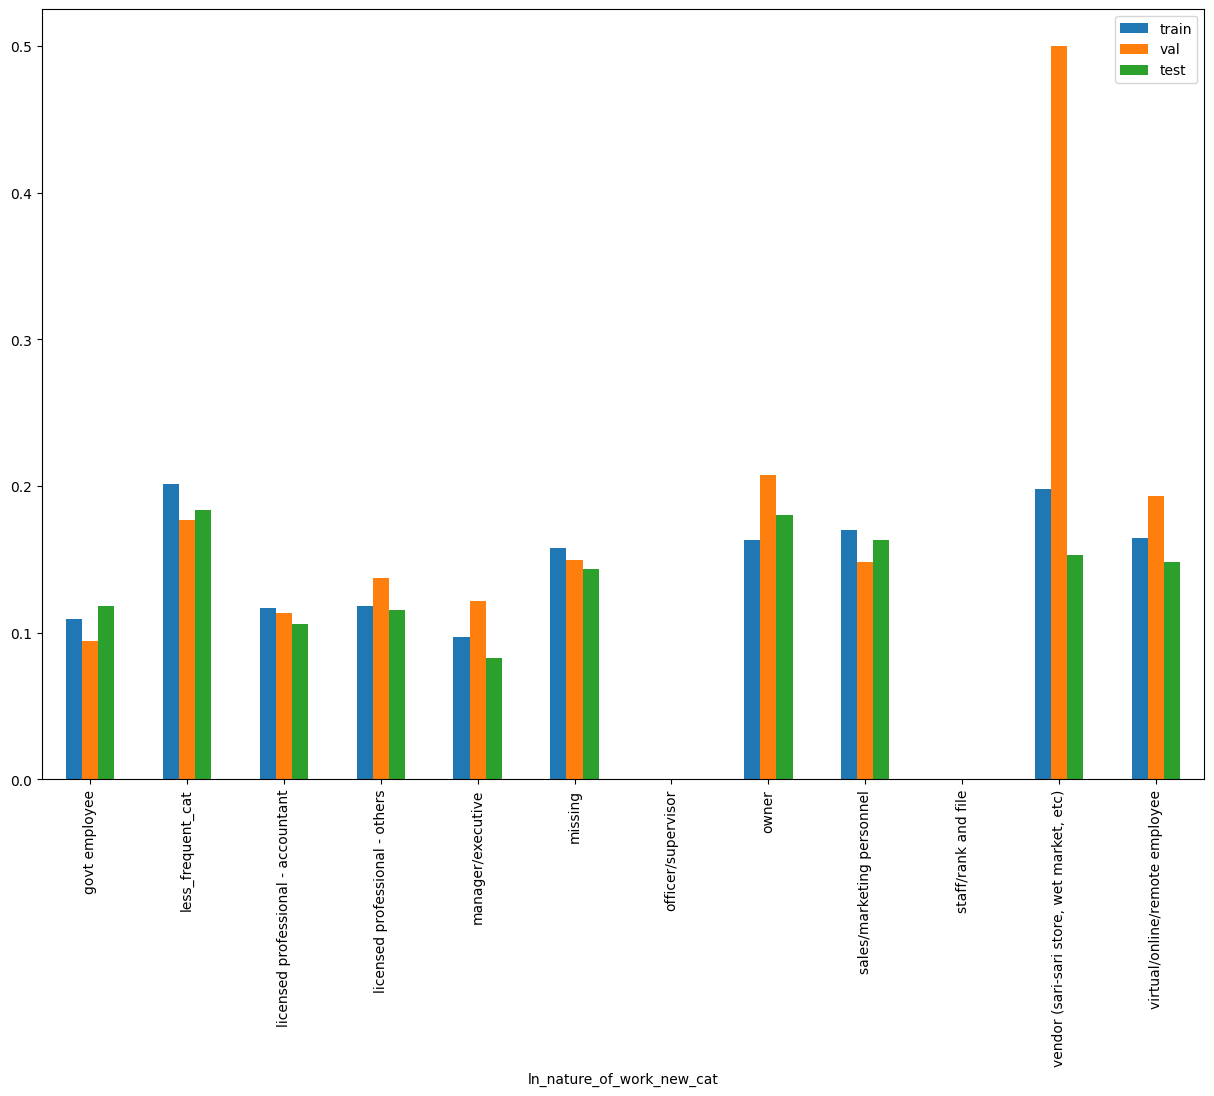 train
val
test
0.5
0.4
0.3
0.2
0.1
0.0
govt employee
less_frequent_cat
licensed professional - accountant
licensed professional - others
manager/executive
missing
officer/supervisor
owner
sales/marketing personnel
staff/rank and file
vendor (sari-sari store, wet market, etc)
virtual/online/remote employee
ln_nature_of_work_new_cat